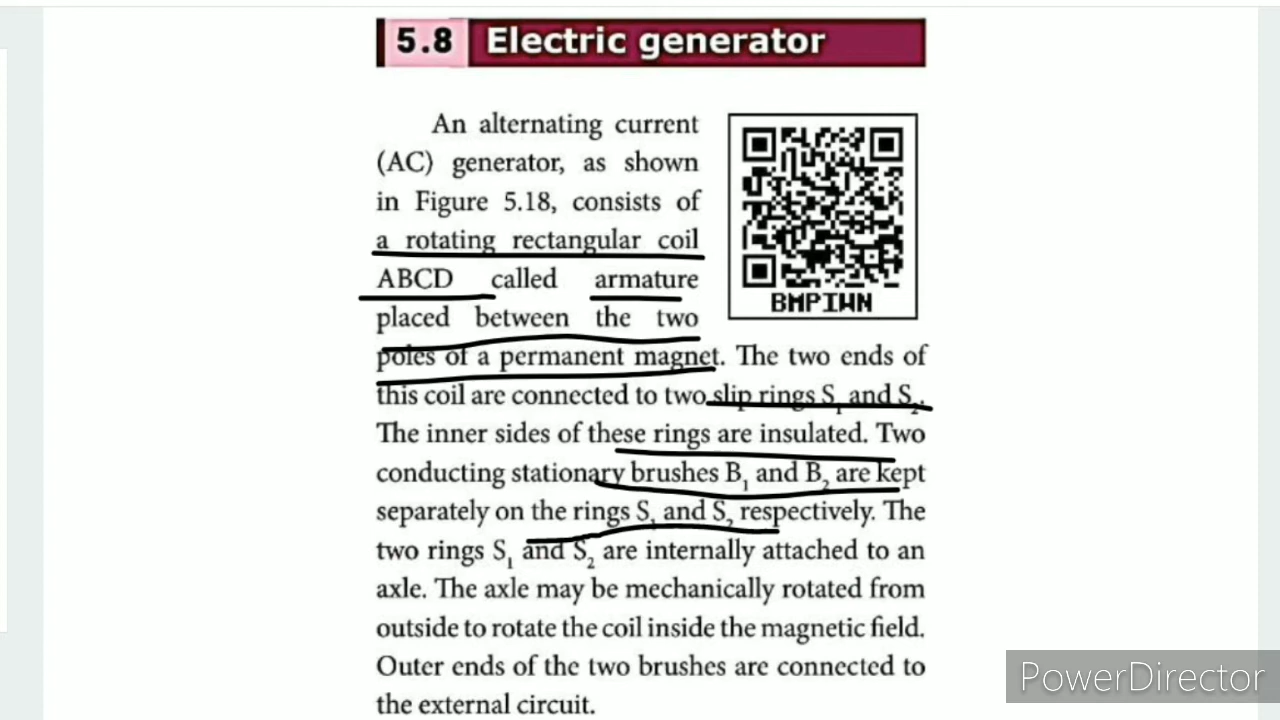 5.8 Electric generator
An alternating current
(AC) generator, as shown
in Figure 5.18, consists of
a rotating rectangular coil
ABCD called armature
placed between the two
poles of a permanent magnet. The two ends of
this coil are connected to two slip rings S₁ and S₂.
The inner sides of these rings are insulated. Two
conducting stationary brushes B₁ and B₂ are kept
separately on the rings S₁ and S₂ respectively. The
two rings S₁ and S₂ are internally attached to an
axle. The axle may be mechanically rotated from
outside to rotate the coil inside the magnetic field.
Outer ends of the two brushes are connected to
the external circuit.
BMPIWN
PowerDirector